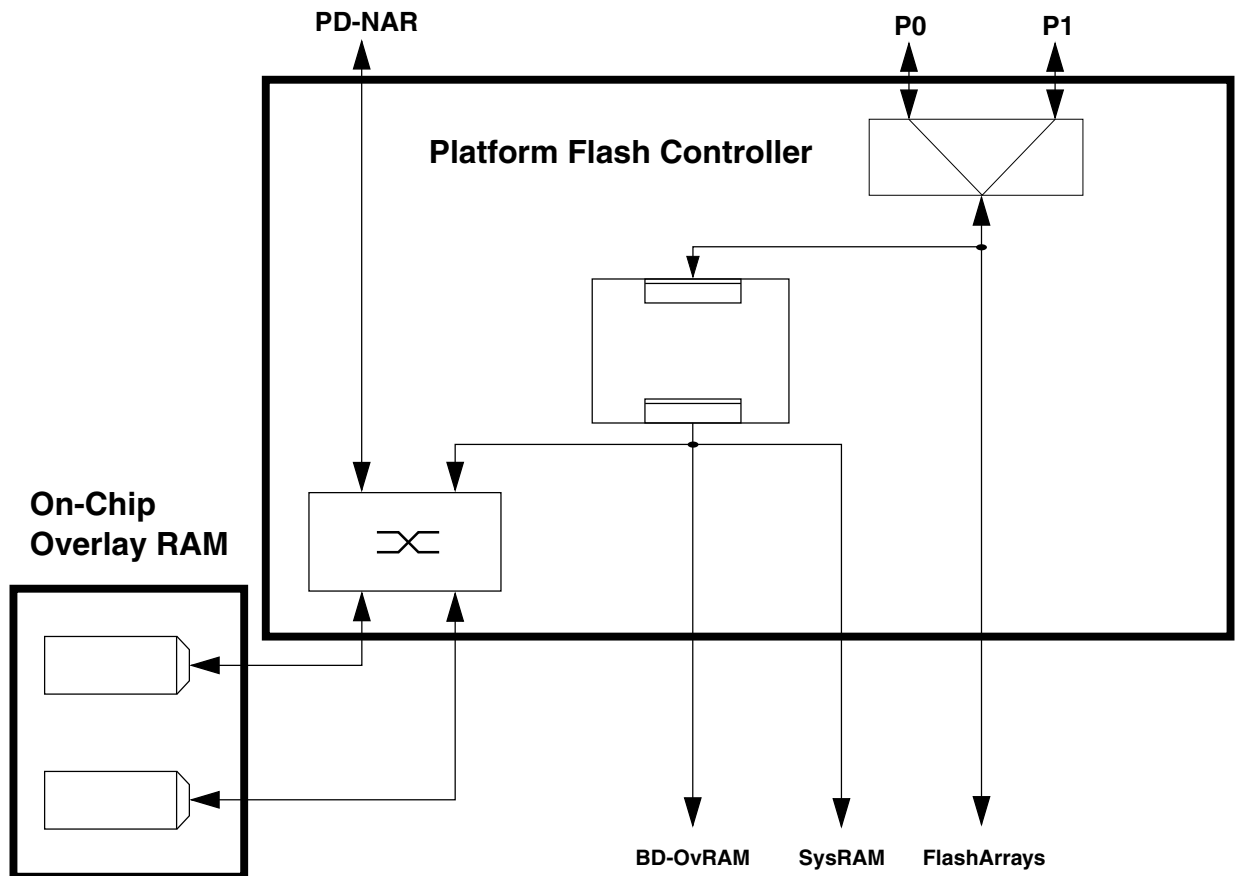 PD-NAR
P0
P1
Platform Flash Controller
On-Chip
Overlay RAM
BD-OvRAM
SysRAM
FlashArrays